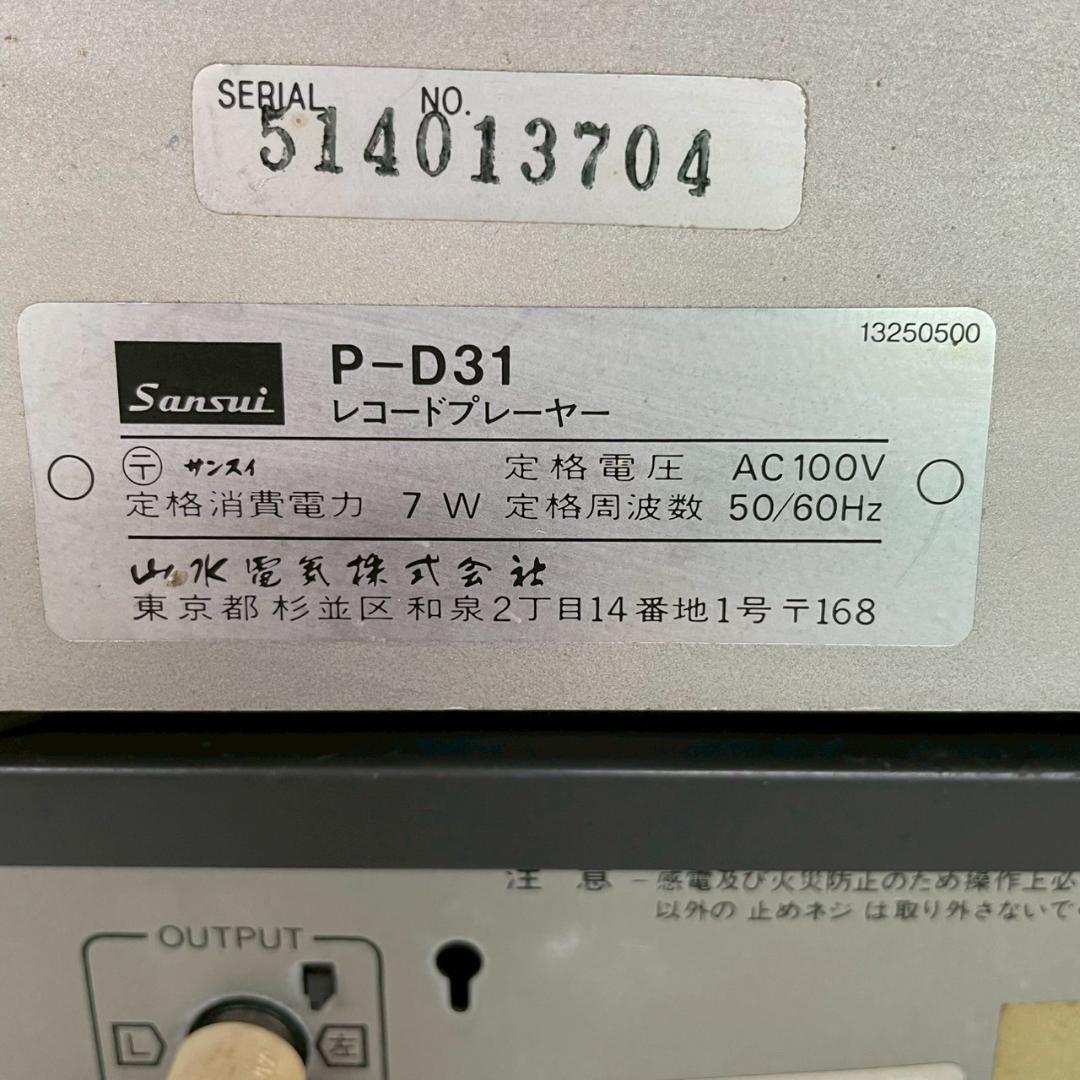 SERIAL NO.
514013704
13250500
Sansui P-D31
レコードプレーヤー
〒 サンスイ 定格電圧 AC100V
定格消費電力 7 W 定格周波数 50/60Hz
山水電気株式会社
東京都杉並区和泉2丁目14番地1号 〒168
注 意 - 感電及び火災防止のため操作上必
以外の 止めネジ は取り外さないで
OUTPUT
L 左